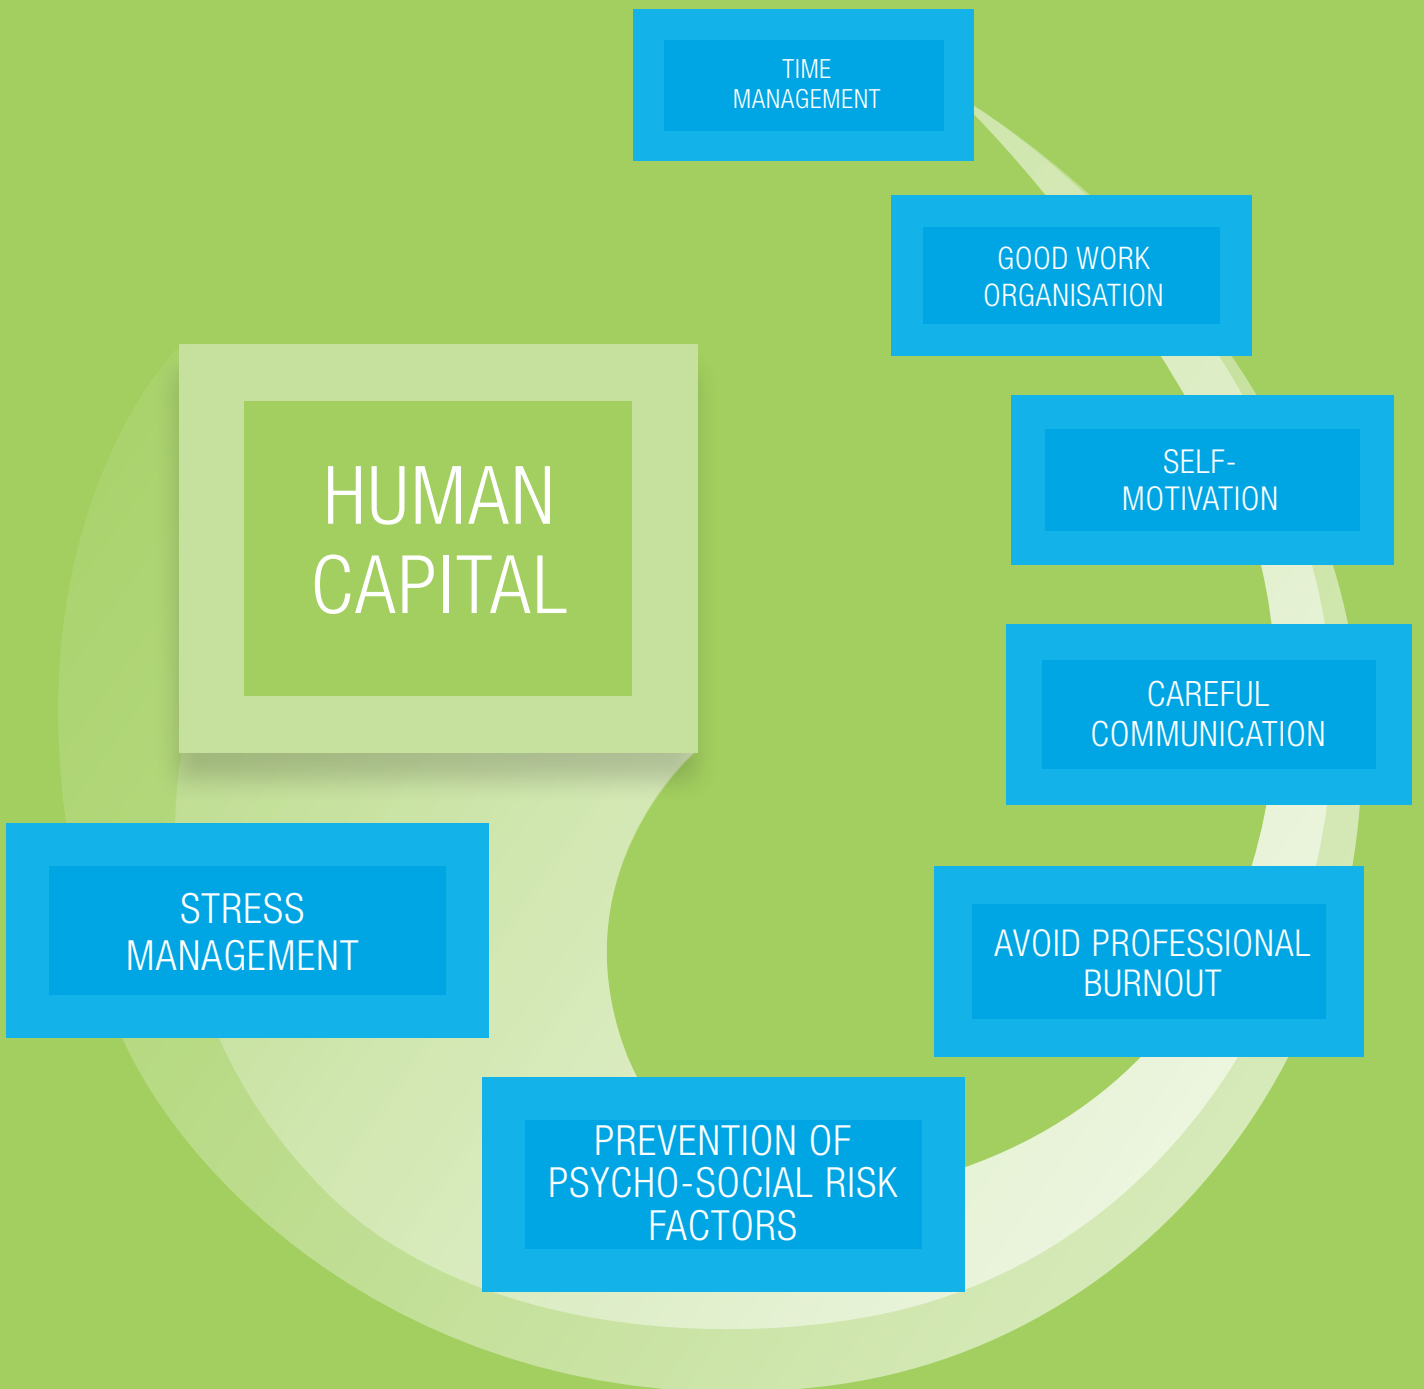 TIME
MANAGEMENT
GOOD WORK
ORGANISATION
HUMAN
CAPITAL
SELF-
MOTIVATION
CAREFUL
COMMUNICATION
STRESS
MANAGEMENT
AVOID PROFESSIONAL
BURNOUT
PREVENTION OF
PSYCHO-SOCIAL RISK
FACTORS